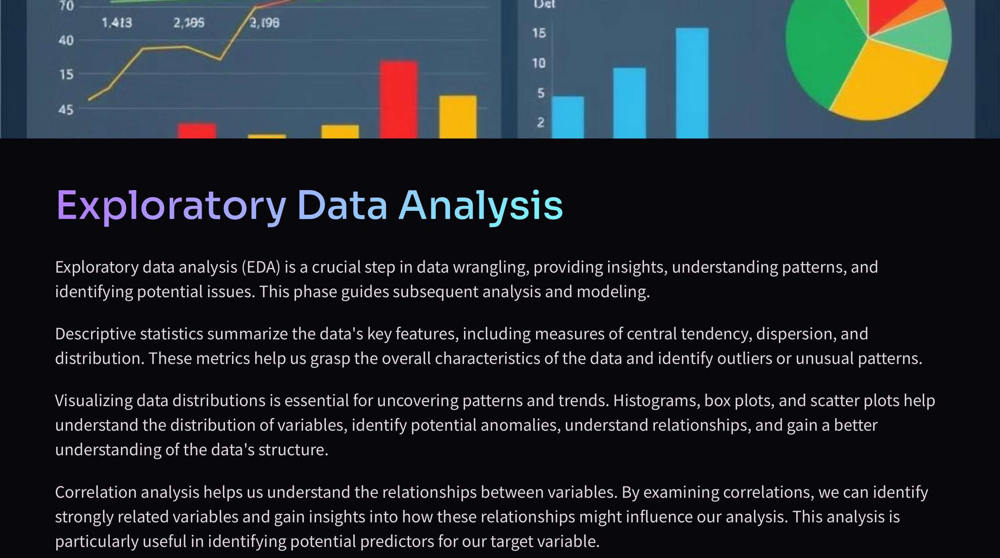 70
1.413
40
15
45
15
10
5
2
Exploratory Data Analysis
Exploratory data analysis (EDA) is a crucial step in data wrangling, providing insights, understanding patterns, and
identifying potential issues. This phase guides subsequent analysis and modeling.
Descriptive statistics summarize the data's key features, including measures of central tendency, dispersion, and
distribution. These metrics help us grasp the overall characteristics of the data and identify outliers or unusual patterns.
Visualizing data distributions is essential for uncovering patterns and trends. Histograms, box plots, and scatter plots help
understand the distribution of variables, identify potential anomalies, understand relationships, and gain a better
understanding of the data's structure.
Correlation analysis helps us understand the relationships between variables. By examining correlations, we can identify
strongly related variables and gain insights into how these relationships might influence our analysis. This analysis is
particularly useful in identifying potential predictors for our target variable.